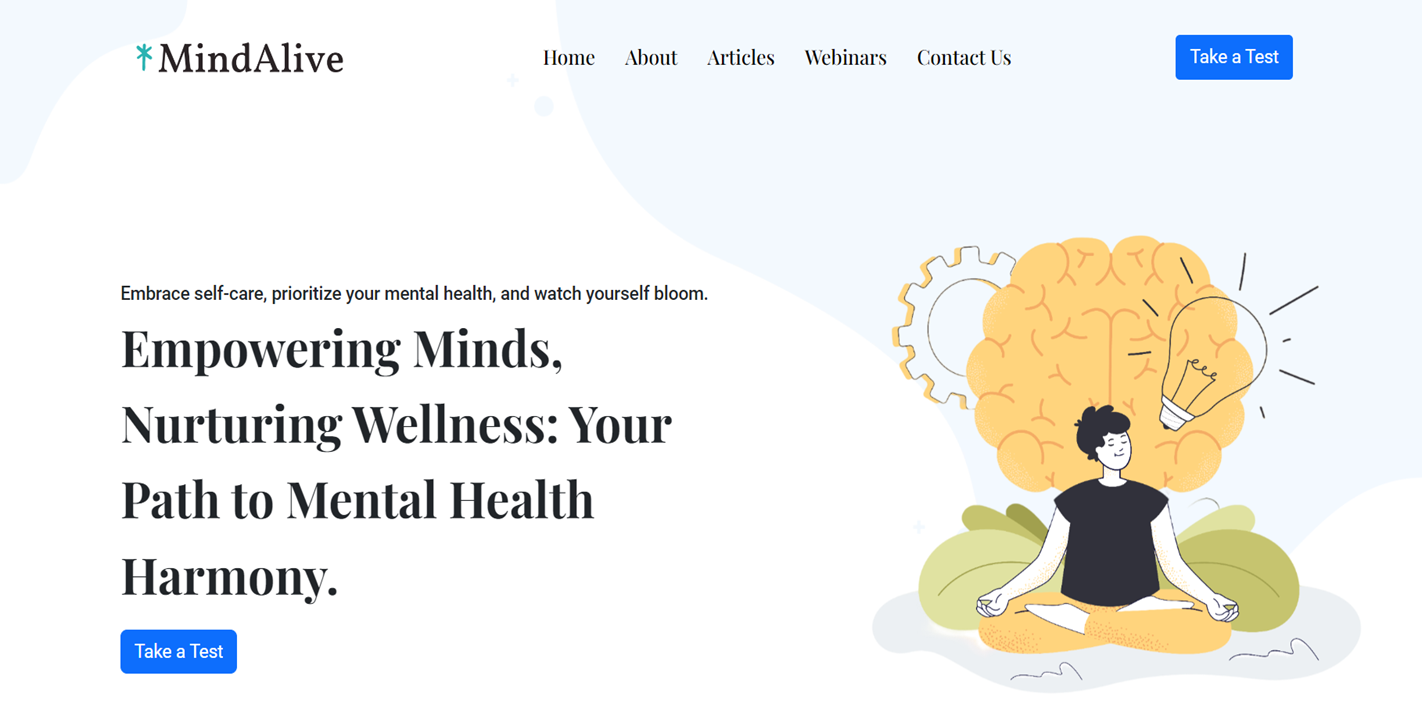 MindAlive
Home About Articles Webinars Contact Us
Take a Test
Embrace self-care, prioritize your mental health, and watch yourself bloom.
Empowering Minds,
Nurturing Wellness: Your
Path to Mental Health
Harmony.
Take a Test